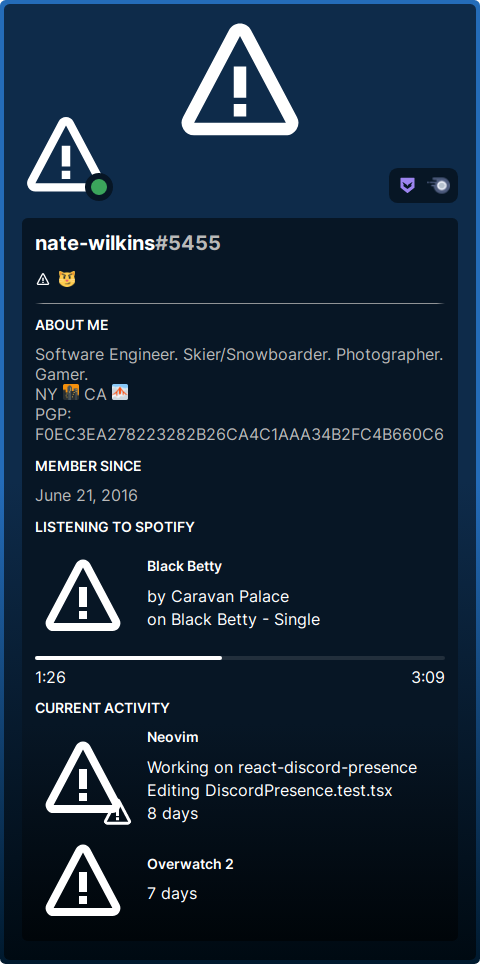 nate-wilkins#5455
ABOUT ME
Software Engineer. Skier/Snowboarder. Photographer.
Gamer.
NY 🌇 CA 🌁
PGP:
F0EC3EA278223282B26CA4C1AAA34B2FC4B660C6
MEMBER SINCE
June 21, 2016
LISTENING TO SPOTIFY
Black Betty
by Caravan Palace
on Black Betty - Single
1:26 3:09
CURRENT ACTIVITY
Neovim
Working on react-discord-presence
Editing DiscordPresence.test.tsx
8 days
Overwatch 2
7 days